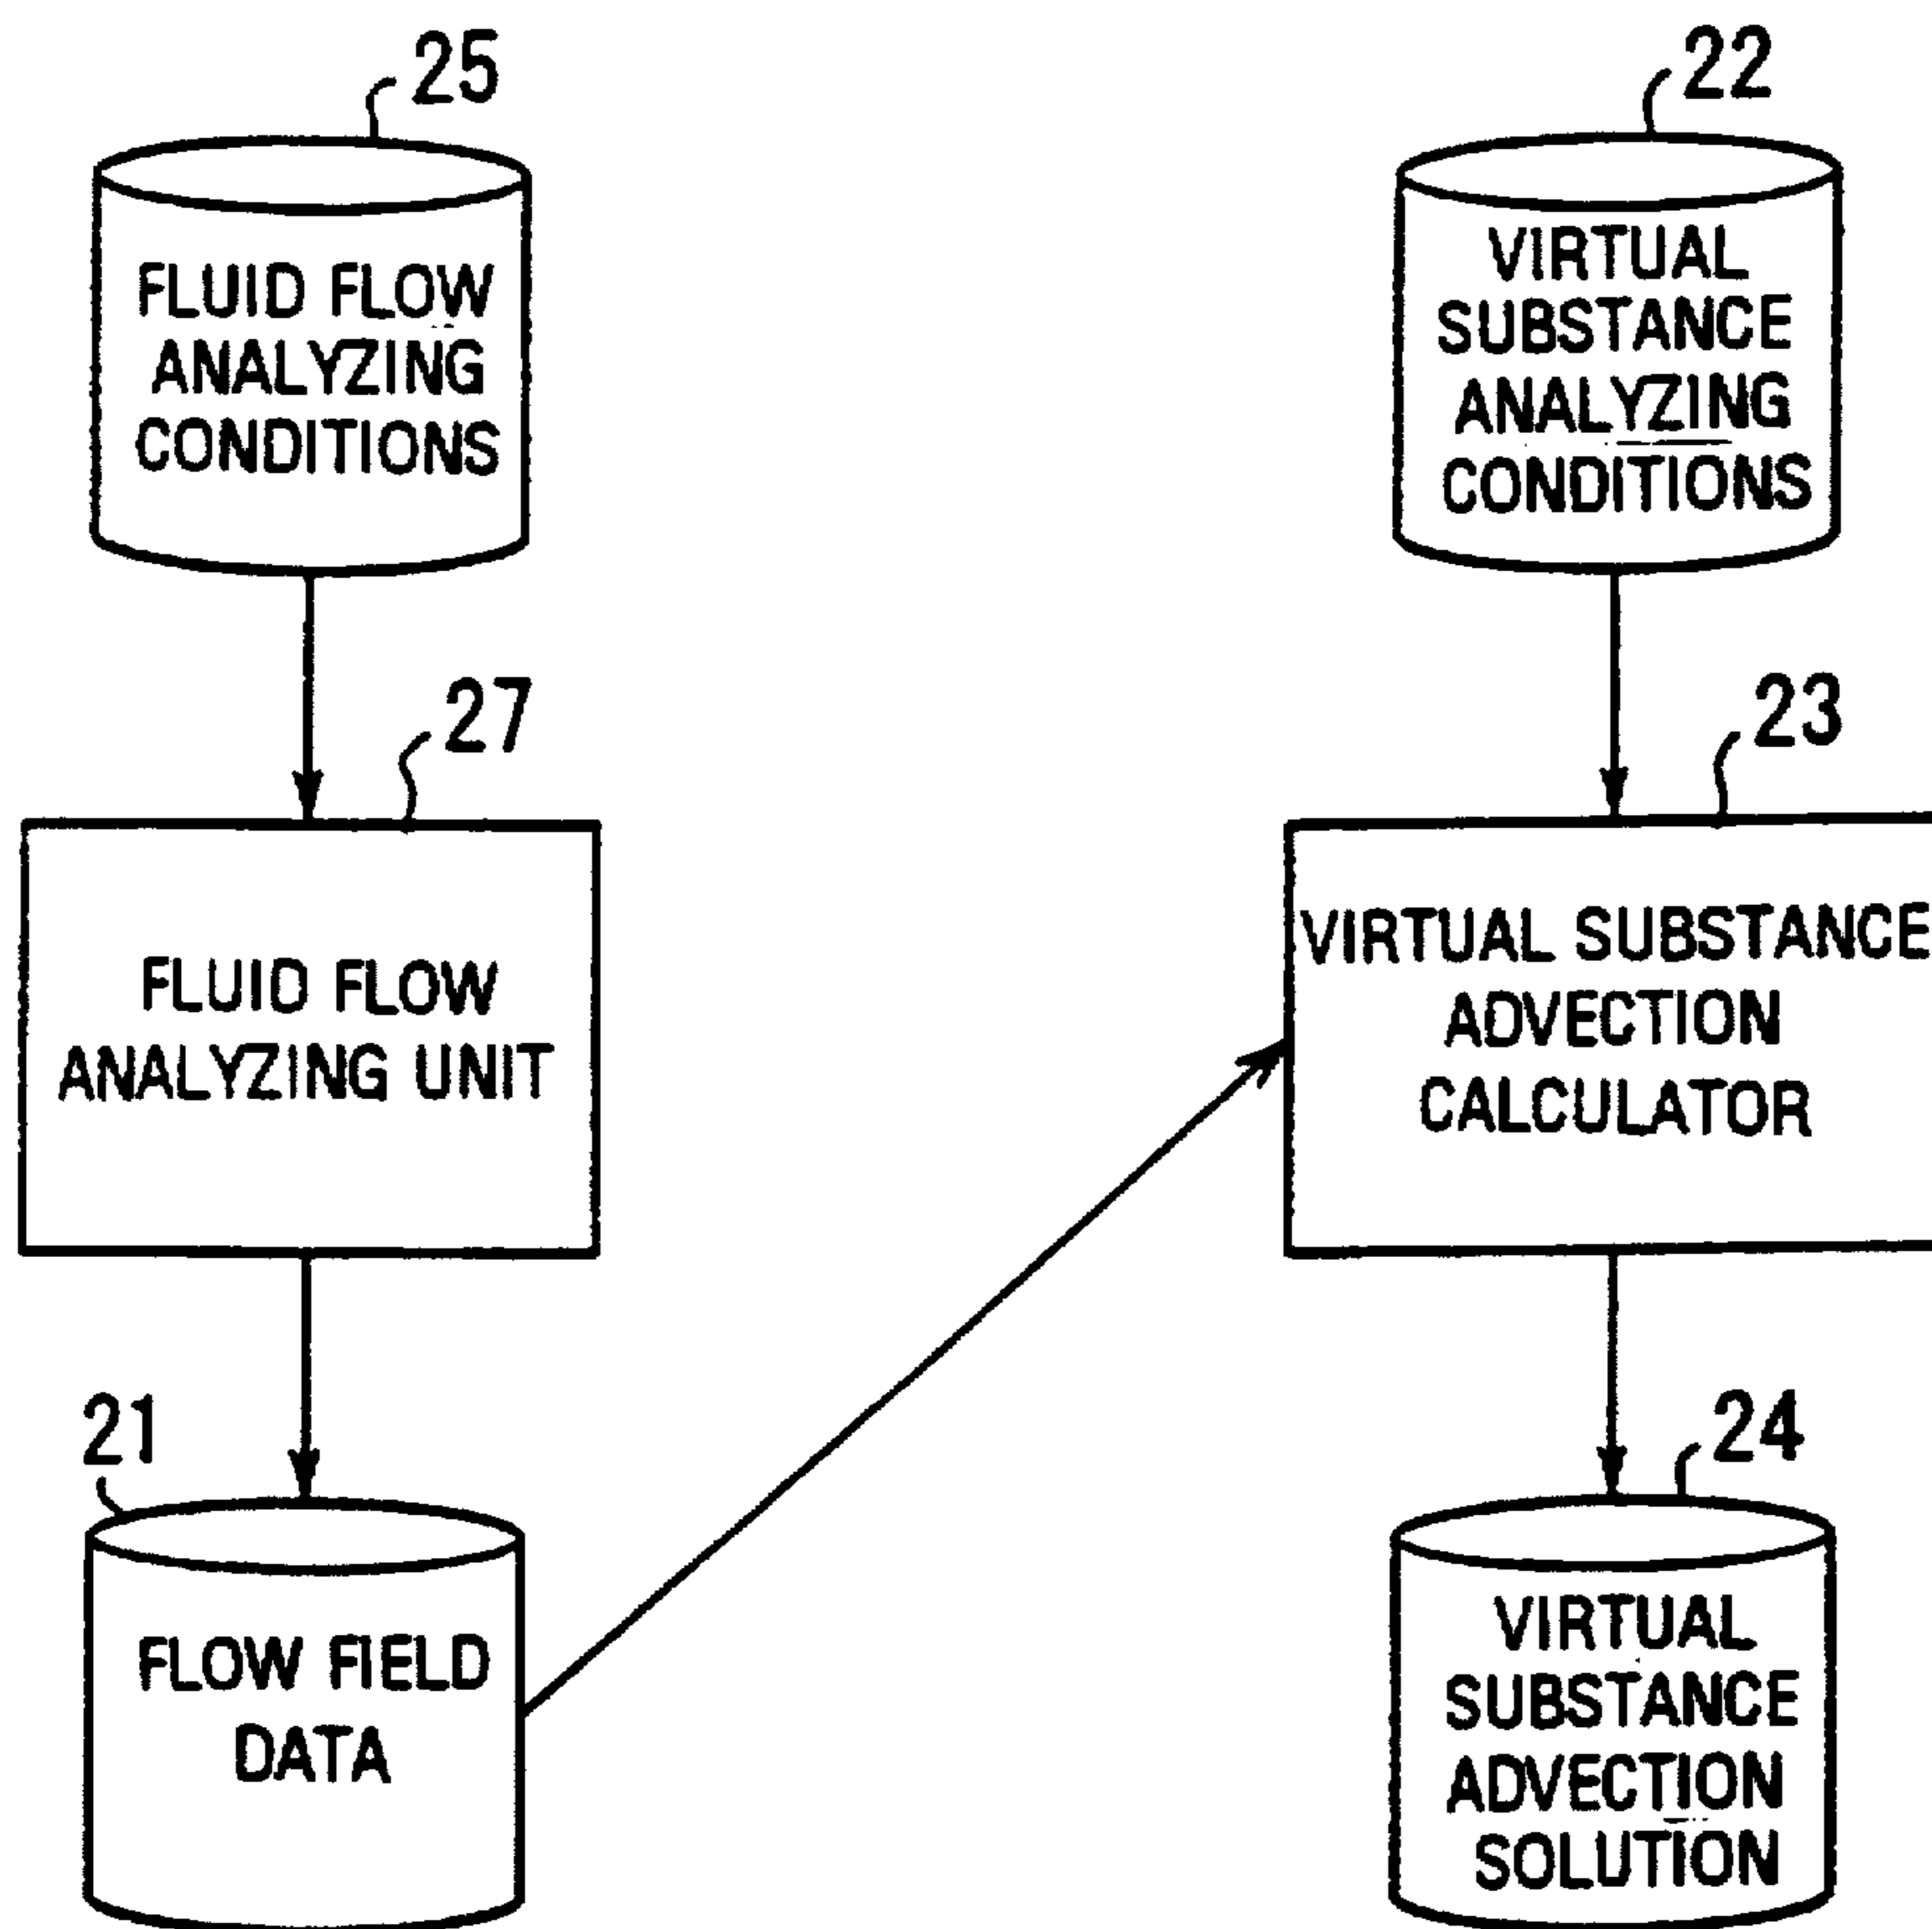 25
FLUID FLOW
ANALYZING
CONDITIONS
27
FLUID FLOW
ANALYZING UNIT
21
FLOW FIELD
DATA
22
VIRTUAL
SUBSTANCE
ANALYZING
CONDITIONS
23
VIRTUAL SUBSTANCE
ADVECTION
CALCULATOR
24
VIRTUAL
SUBSTANCE
ADVECTION
SOLUTION